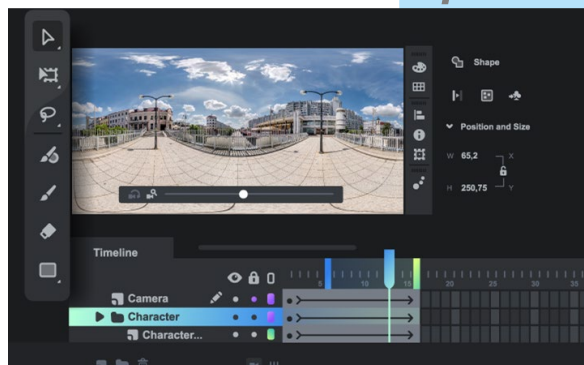 Shape
Position and Size
W 65,2 X
H 250,75 Y
Timeline
5 10 15 20 25 30 35
Camera
Character
Character...